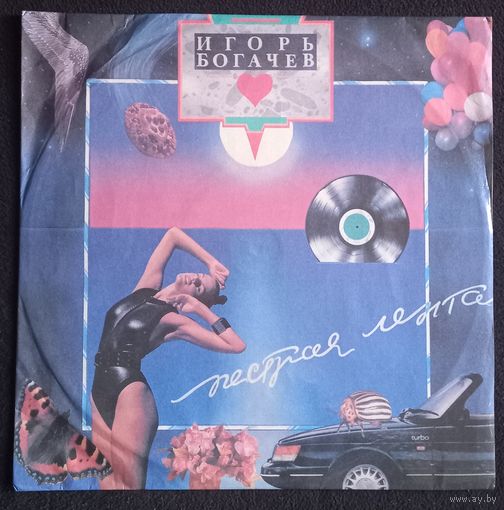 ИГОРЬ
БОГАЧЕВ
пестрая лента
turbo
www.ay.by